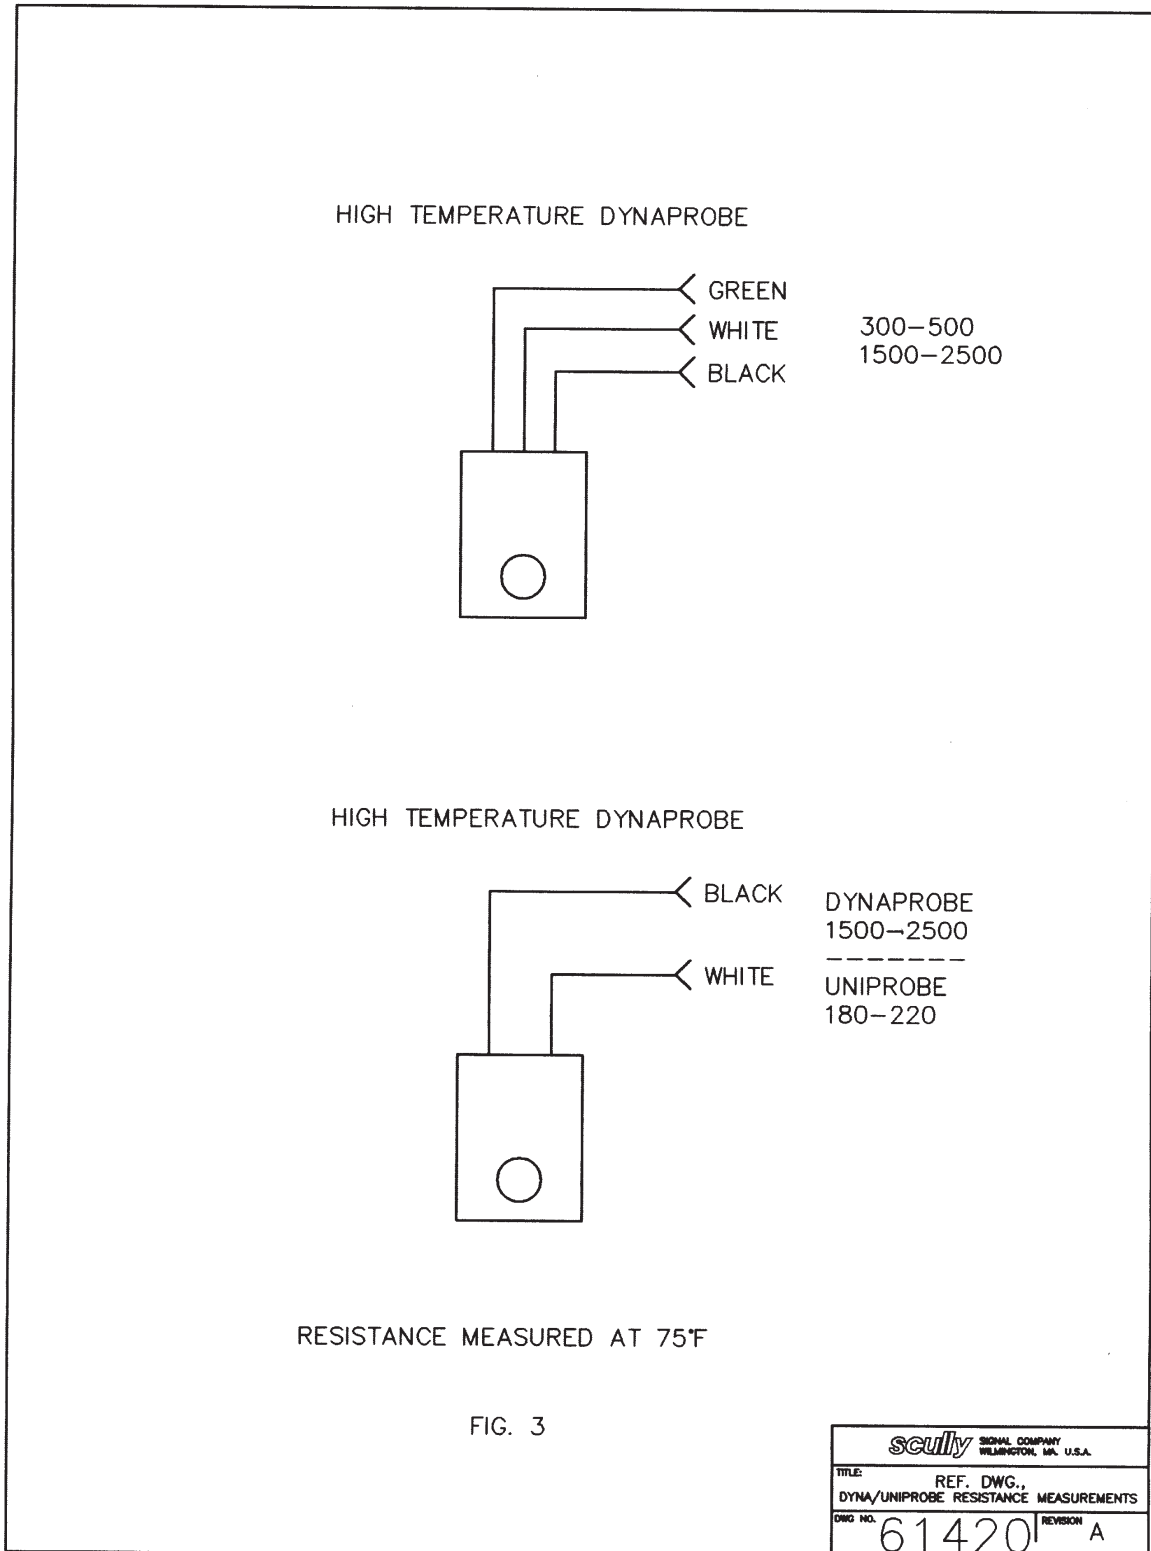 HIGH TEMPERATURE DYNAPROBE
GREEN
WHITE
BLACK
300-500
1500-2500
HIGH TEMPERATURE DYNAPROBE
BLACK
WHITE
DYNAPROBE
1500-2500
-------
UNIPROBE
180-220
RESISTANCE MEASURED AT 75°F
FIG. 3
scully SIGNAL COMPANY
WILMINGTON, MA. U.S.A.
TITLE:
REF. DWG.,
DYNA/UNIPROBE RESISTANCE MEASUREMENTS
DWG NO. 61420 REVISION A